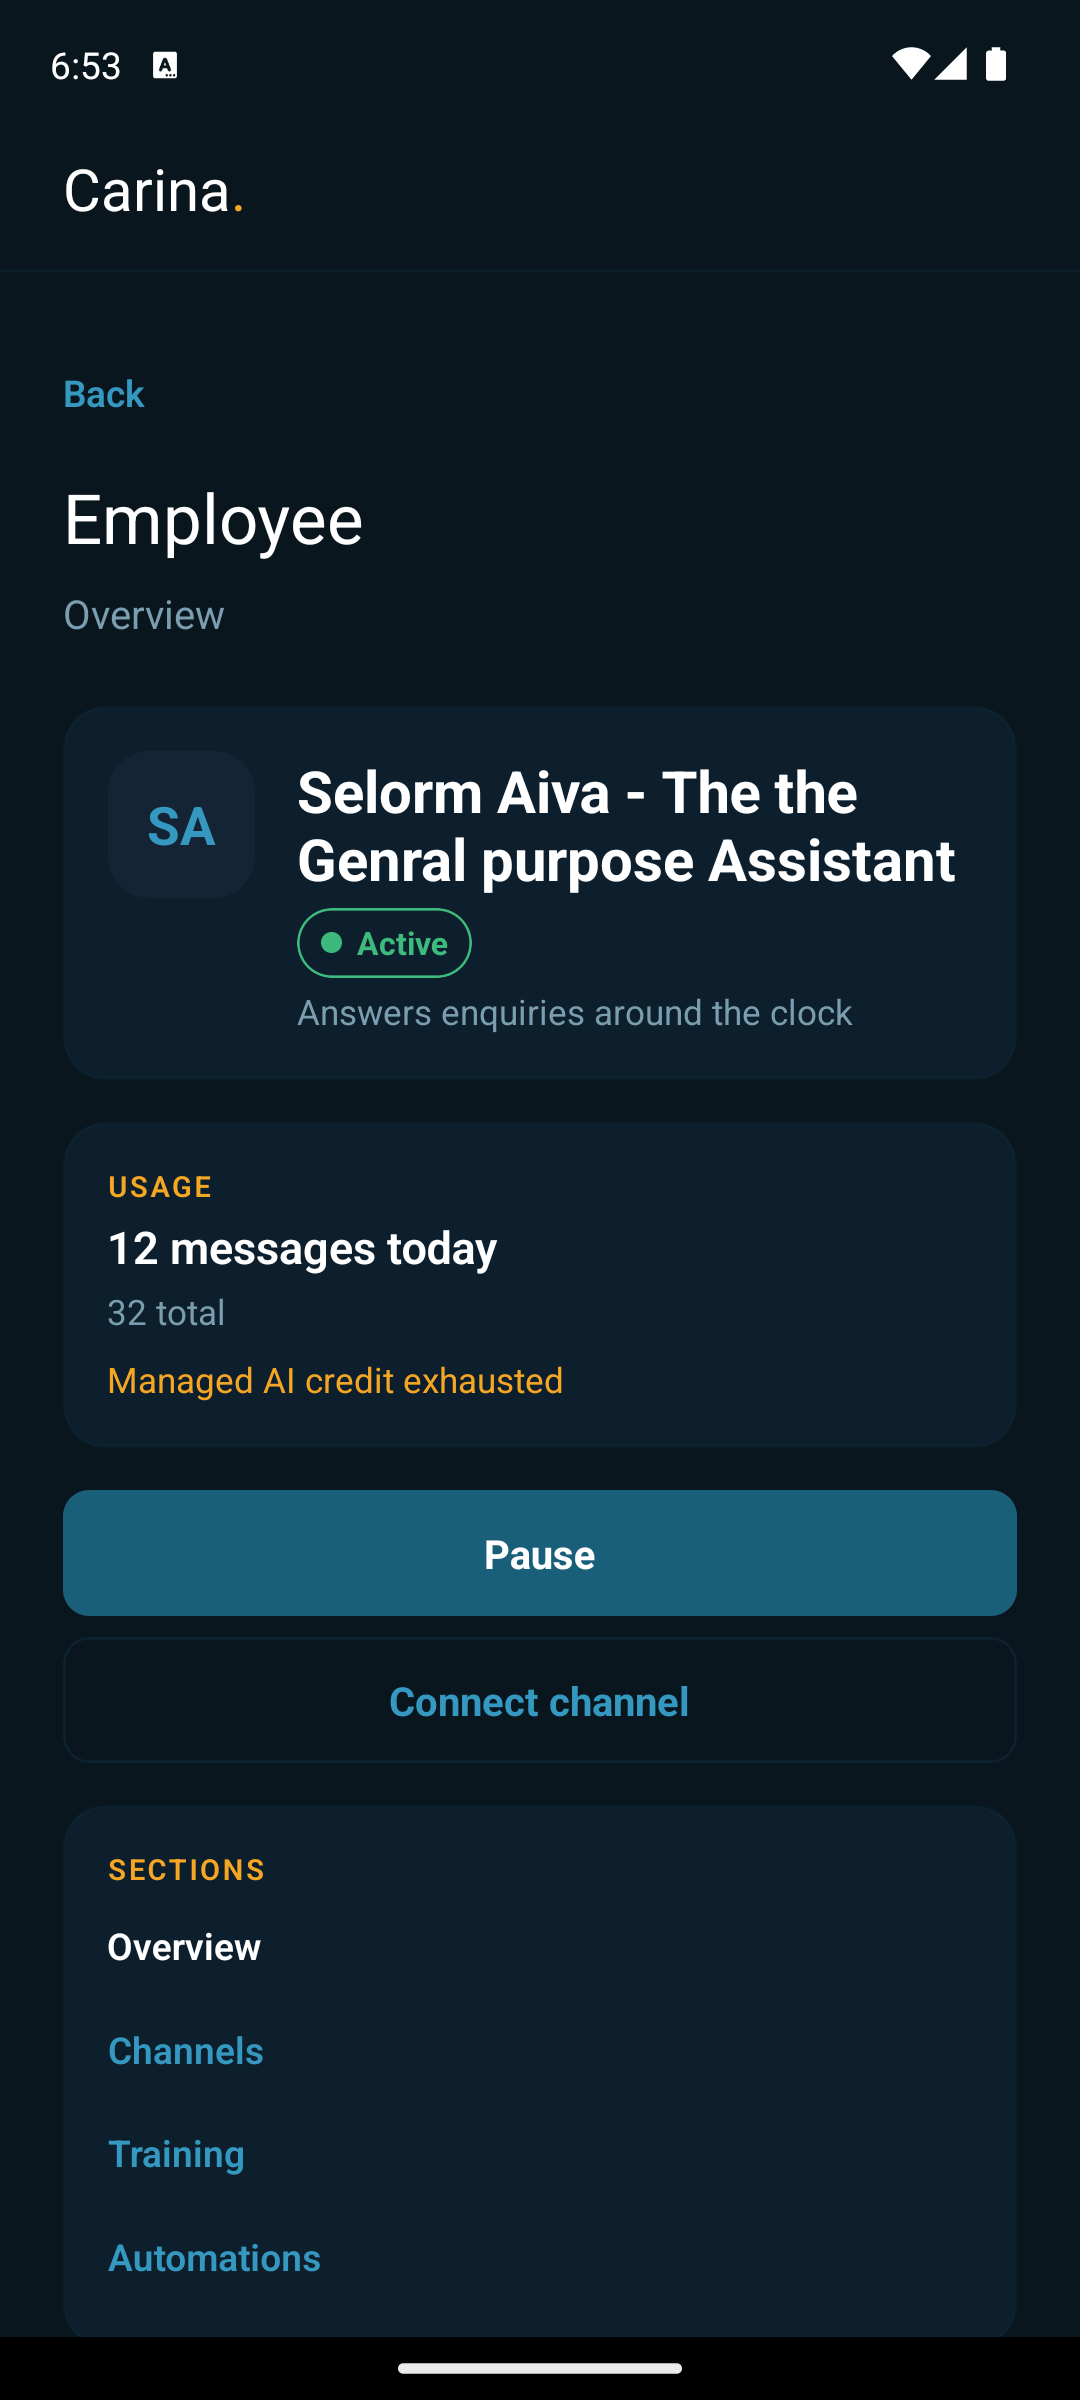 6:53
Carina.
Back
Employee
Overview
SA
Selorm Aiva - The the
Genral purpose Assistant
Active
Answers enquiries around the clock
USAGE
12 messages today
32 total
Managed AI credit exhausted
Pause
Connect channel
SECTIONS
Overview
Channels
Training
Automations